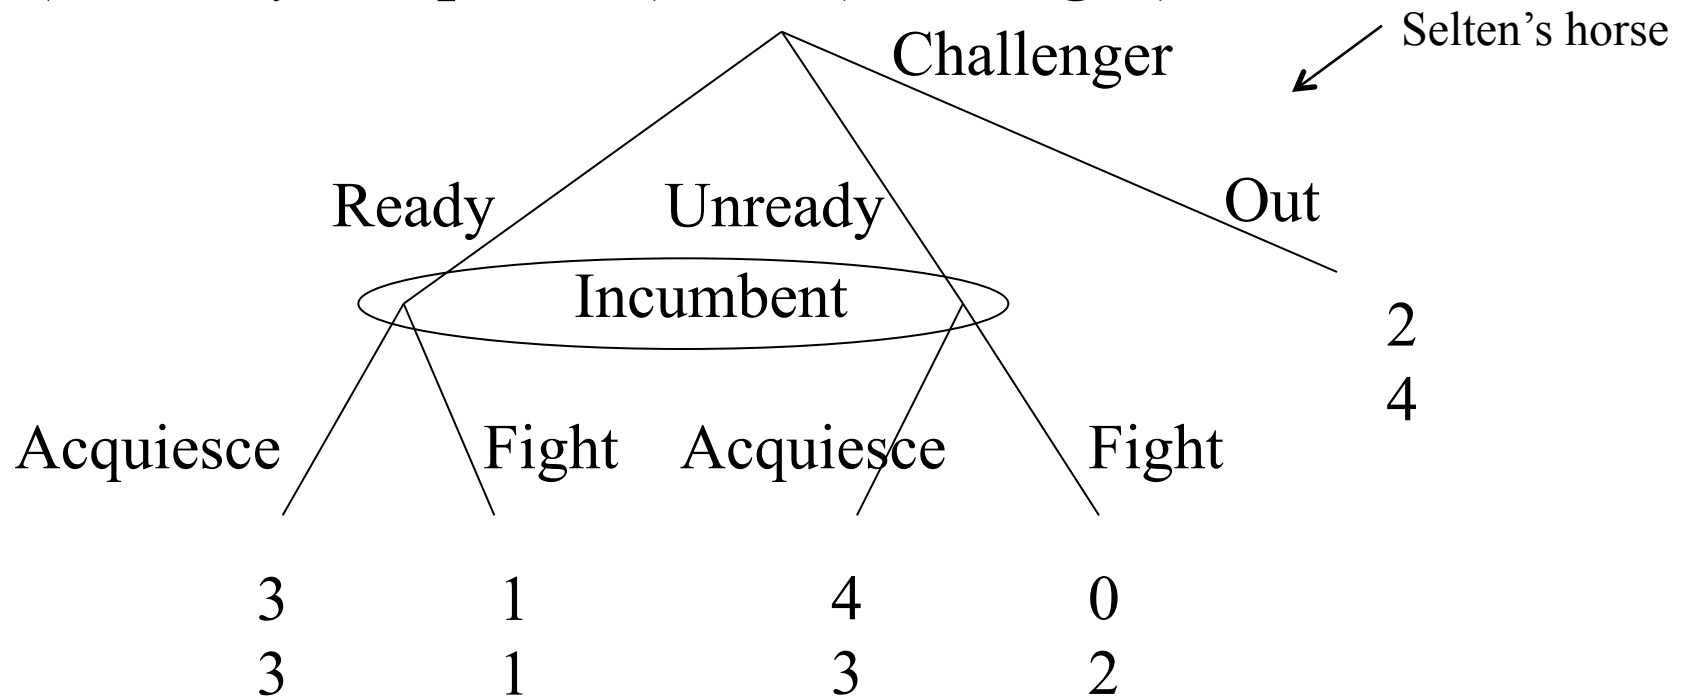 Selten’s horse
Challenger
Ready
Unready
Out
Incumbent
2
4
Acquiesce
Fight
Acquiesce
Fight
3 1 4 0
3 1 3 2